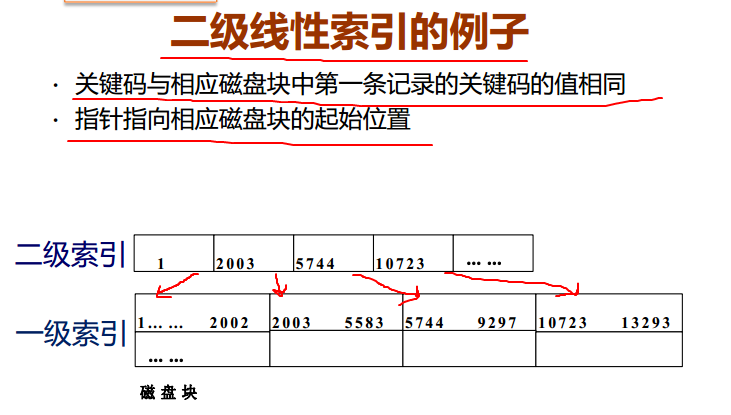 二级线性索引的例子
· 关键码与相应磁盘块中第一条记录的关键码的值相同
· 指针指向相应磁盘块的起始位置
二级索引 1 2003 5744 10723 … …
一级索引 1… … 2002 2003 5583 5744 9297 10723 13293
… …
磁盘块